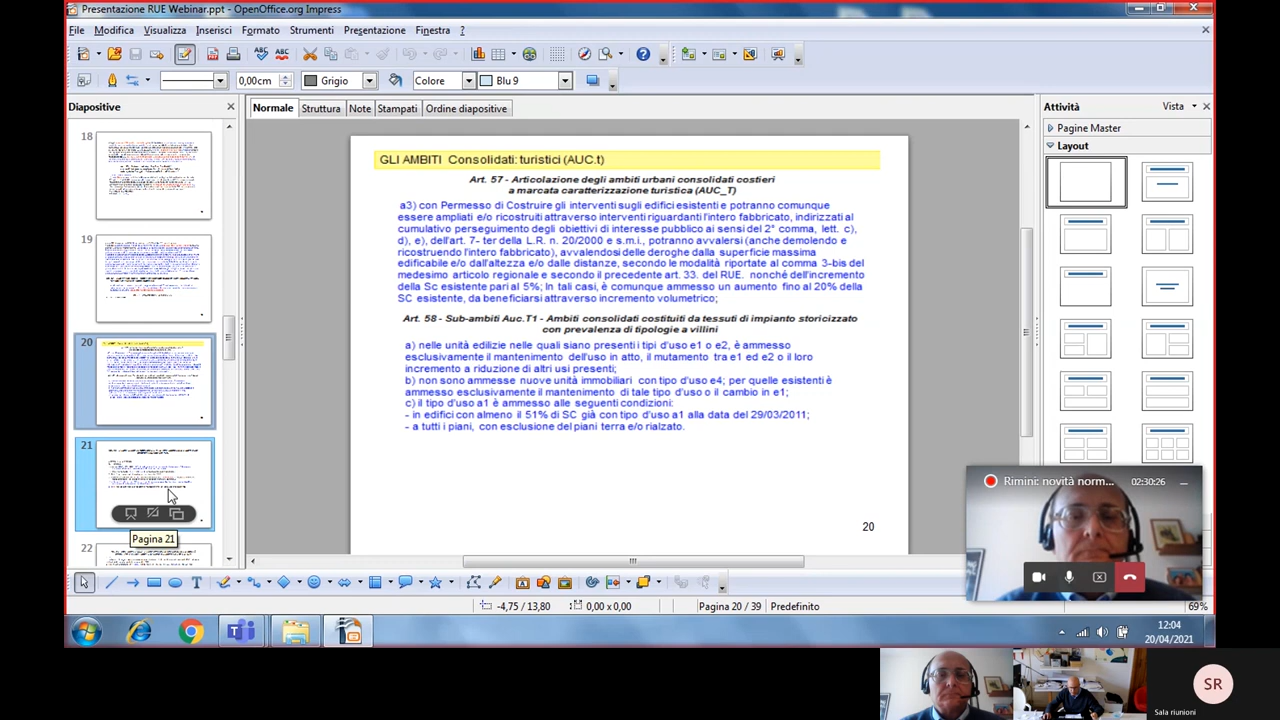 Presentazione RUE Webinar.ppt - OpenOffice.org Impress
File Modifica Visualizza Inserisci Formato Strumenti Presentazione Finestra ?
0,00cm Grigio Colore Blu 9
Diapositive
Normale Struttura Note Stampati Ordine diapositive
Attività Vista
Pagine Master
Layout
18
19
20
21
22
Pagina 21
GLI AMBITI Consolidati: turistici (AUC.t)
Art. 57 - Articolazione degli ambiti urbani consolidati costieri
a marcata caratterizzazione turistica (AUC_T)
a3) con Permesso di Costruire gli interventi sugli edifici esistenti e potranno comunque
essere ampliati e/o ricostruiti attraverso interventi riguardanti l'intero fabbricato, indirizzati al
cumulativo perseguimento degli obiettivi di interesse pubblico ai sensi del 2° comma, lett. c),
d), e), dell'art. 7- ter della L.R. n. 20/2000 e s.m.i., potranno avvalersi (anche demolendo e
ricostruendo l'intero fabbricato), avvalendosi delle deroghe dalla superficie massima
edificabile e/o dall'altezza e/o dalle distanze, secondo le modalità riportate al comma 3-bis del
medesimo articolo regionale e secondo il precedente art. 33. del RUE. nonché dell'incremento
della Sc esistente pari al 5%; In tali casi, è comunque ammesso un aumento fino al 20% della
SC esistente, da beneficiarsi attraverso incremento volumetrico;
Art. 58 - Sub-ambiti Auc.T1 - Ambiti consolidati costituiti da tessuti di impianto storicizzato
con prevalenza di tipologie a villini
a) nelle unità edilizie nelle quali siano presenti i tipi d'uso e1 o e2, è ammesso
esclusivamente il mantenimento dell'uso in atto, il mutamento tra e1 ed e2 o il loro
incremento a riduzione di altri usi presenti;
b) non sono ammesse nuove unità immobiliari con tipo d'uso e4; per quelle esistenti è
ammesso esclusivamente il mantenimento di tale tipo d'uso o il cambio in e1;
c) il tipo d'uso a1 è ammesso alle seguenti condizioni:
- in edifici con almeno il 51% di SC già con tipo d'uso a1 alla data del 29/03/2011;
- a tutti i piani, con esclusione del piani terra e/o rialzato.
20
Rimini: novità norm... 02:30:26
-4,75 / 13,80 0,00 x 0,00 Pagina 20 / 39 Predefinito 69%
12:04
20/04/2021
SR
Sala riunioni